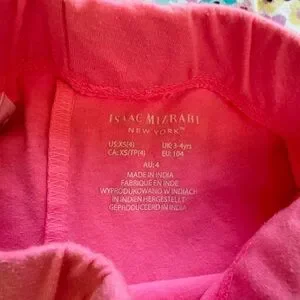 ISAAC MIZRAHI
NEW YORK™
US: XS(4) UK: 3-4yrs
CA: XS/TP(4) EU: 104
AU: 4
MADE IN INDIA
FABRIQUÉ EN INDE
WYPRODUKOWANO W INDIACH
IN INDIEN HERGESTELLT
GEPRODUCEERD IN INDIA